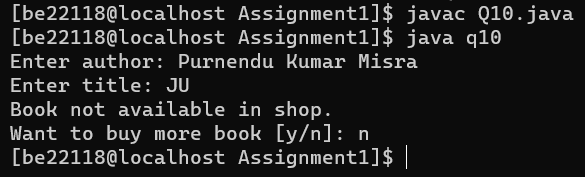 [be22118@localhost Assignment1]$ javac Q10.java
[be22118@localhost Assignment1]$ java q10
Enter author: Purnendu Kumar Misra
Enter title: JU
Book not available in shop.
Want to buy more book [y/n]: n
[be22118@localhost Assignment1]$